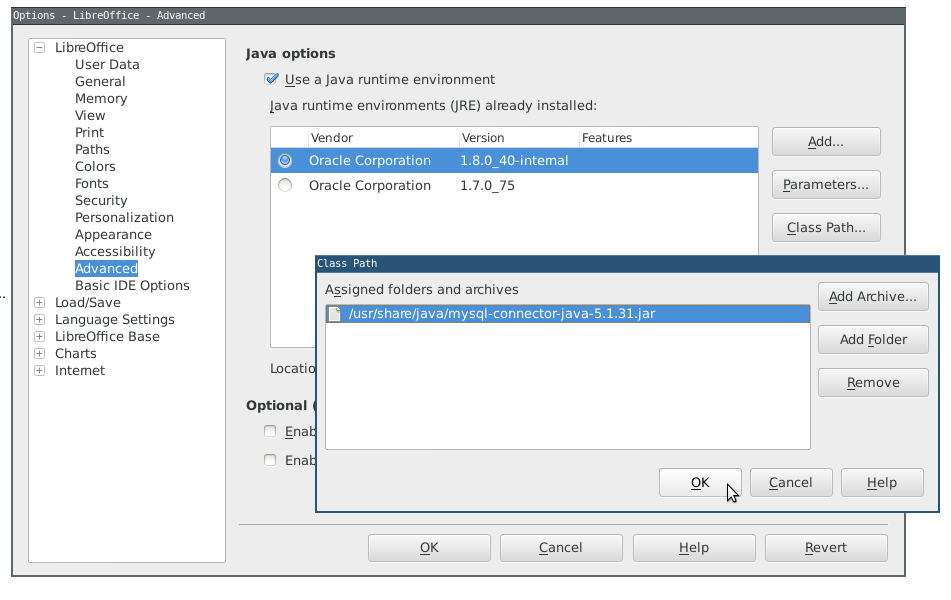 Options - LibreOffice - Advanced
LibreOffice
User Data
General
Memory
View
Print
Paths
Colors
Fonts
Security
Personalization
Appearance
Accessibility
Advanced
Basic IDE Options
Load/Save
Language Settings
LibreOffice Base
Charts
Internet
..
Java options
Use a Java runtime environment
Java runtime environments (JRE) already installed:
Vendor Version Features
Oracle Corporation 1.8.0_40-internal
Oracle Corporation 1.7.0_75
Add...
Parameters...
Class Path...
Locatio
Optional (
Enab
Enab
Class Path
Assigned folders and archives
/usr/share/java/mysql-connector-java-5.1.31.jar
Add Archive...
Add Folder
Remove
OK Cancel Help
OK Cancel Help Revert